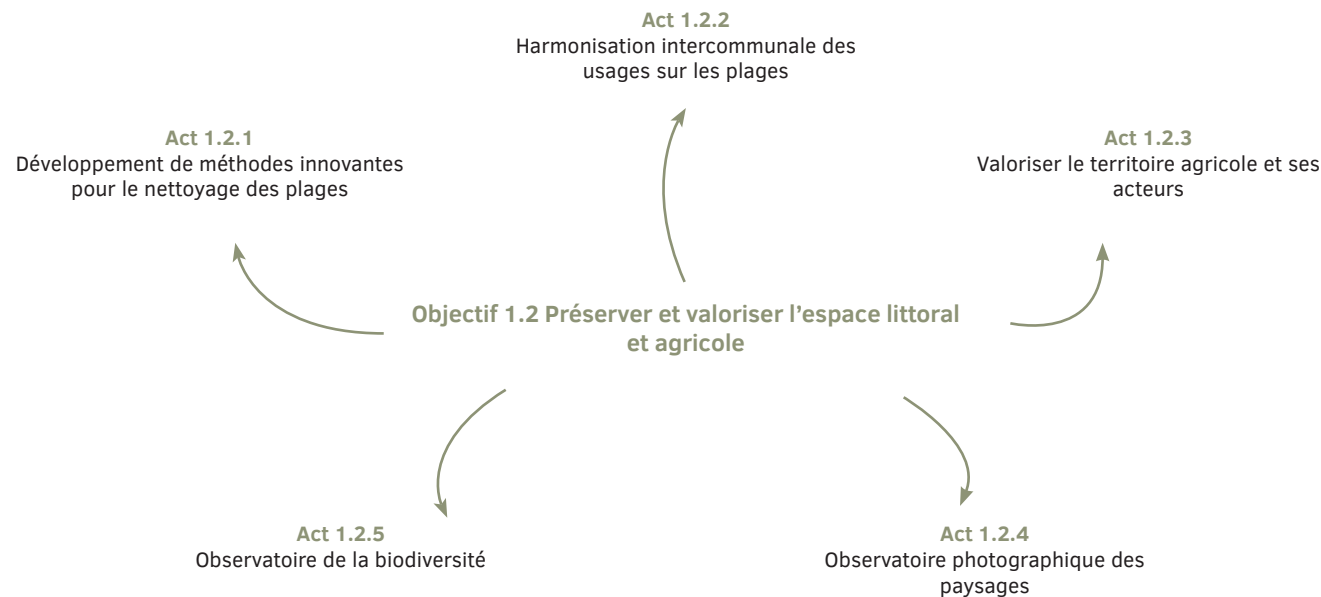 Act 1.2.2
Harmonisation intercommunale des
usages sur les plages
Act 1.2.1
Développement de méthodes innovantes
pour le nettoyage des plages
Act 1.2.3
Valoriser le territoire agricole et ses
acteurs
Objectif 1.2 Préserver et valoriser l’espace littoral
et agricole
Act 1.2.5
Observatoire de la biodiversité
Act 1.2.4
Observatoire photographique des
paysages